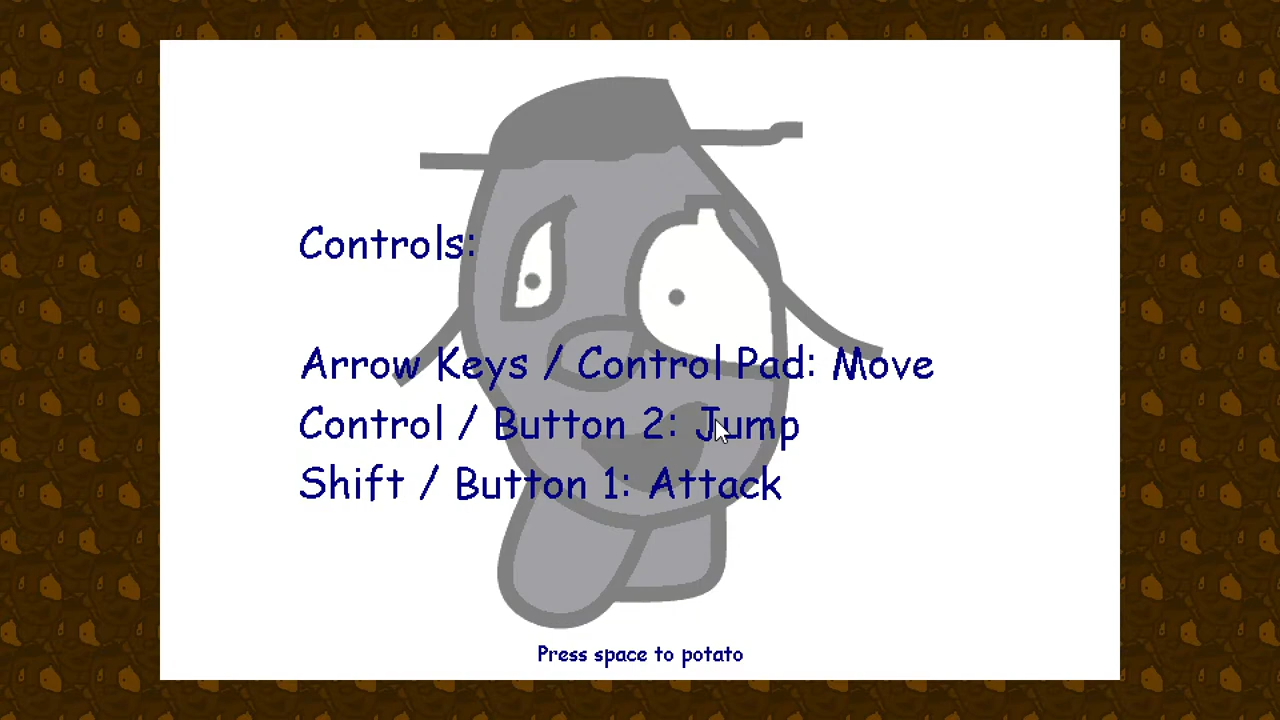 Controls:
Arrow Keys / Control Pad: Move
Control / Button 2: Jump
Shift / Button 1: Attack
Press space to potato